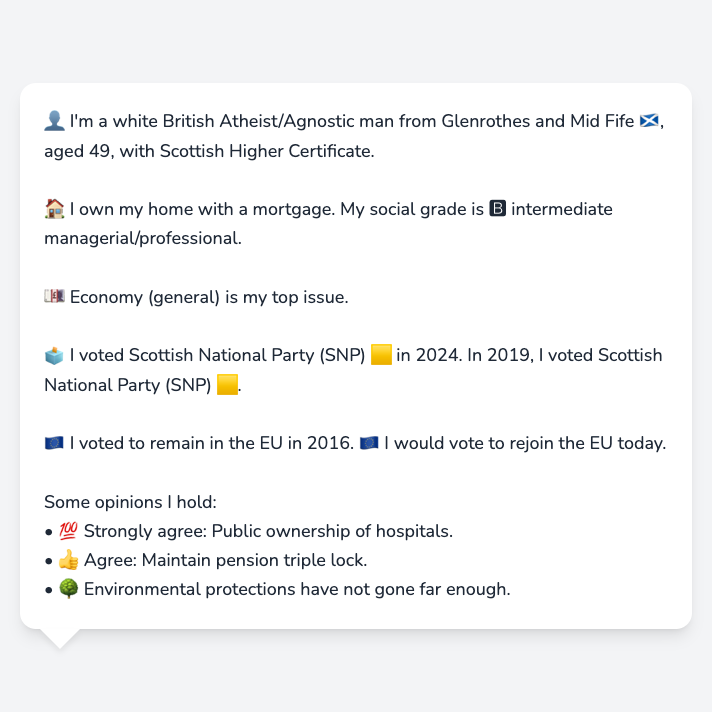 👤 I'm a white British Atheist/Agnostic man from Glenrothes and Mid Fife 🏴󠁧󠁢󠁳󠁣󠁴󠁿,
aged 49, with Scottish Higher Certificate.
🏠 I own my home with a mortgage. My social grade is 🅱 intermediate
managerial/professional.
💷 Economy (general) is my top issue.
🗳️ I voted Scottish National Party (SNP) 🟨 in 2024. In 2019, I voted Scottish
National Party (SNP) 🟨.
🇪🇺 I voted to remain in the EU in 2016. 🇪🇺 I would vote to rejoin the EU today.
Some opinions I hold:
• 💯 Strongly agree: Public ownership of hospitals.
• 👍 Agree: Maintain pension triple lock.
• 🌳 Environmental protections have not gone far enough.